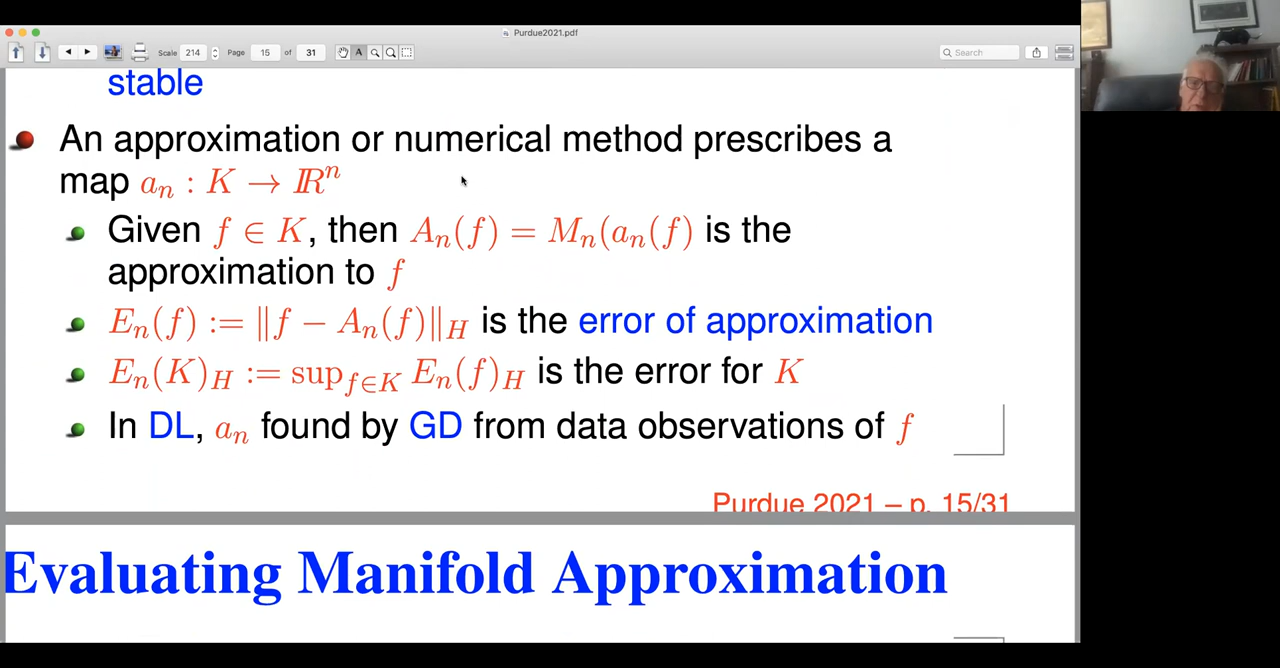 Purdue2021.pdf
Scale 214 Page 15 of 31 A Search
stable
An approximation or numerical method prescribes a
map aₙ : K → ℝⁿ
Given f ∈ K, then Aₙ(f) = Mₙ(aₙ(f) is the
approximation to f
Eₙ(f) := ‖f − Aₙ(f)‖_H is the error of approximation
Eₙ(K)_H := sup_{f∈K} Eₙ(f)_H is the error for K
In DL, aₙ found by GD from data observations of f
Purdue 2021 – p. 15/31
Evaluating Manifold Approximation